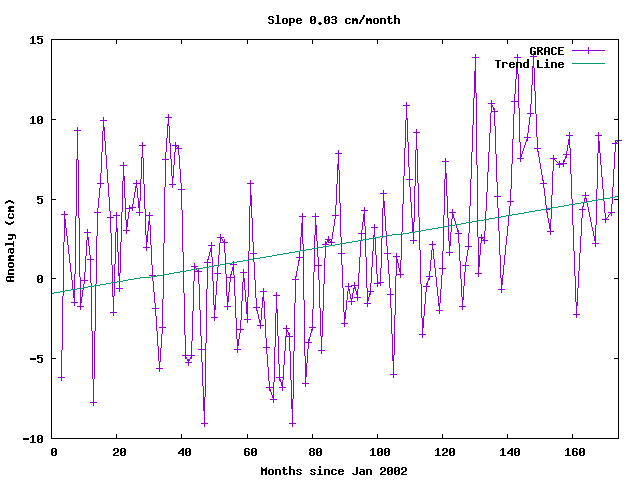 Slope 0.03 cm/month
15
GRACE
Trend Line
10
5
0
-5
-10
Anomaly (cm)
0 20 40 60 80 100 120 140 160
Months since Jan 2002